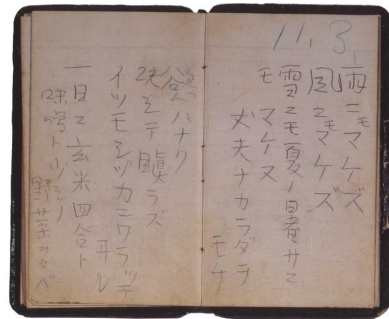 11.3.
雨ニモマケズ
風ニモマケズ
雪ニモ夏ノ暑サニ
モマケヌ
丈夫ナカラダヲ
モチ
慾ハナク
決シテ瞋ラズ
イツモシヅカニワラッテ
ヰル
一日ニ玄米四合ト
味噌ト少シノ
野菜ヲタベ